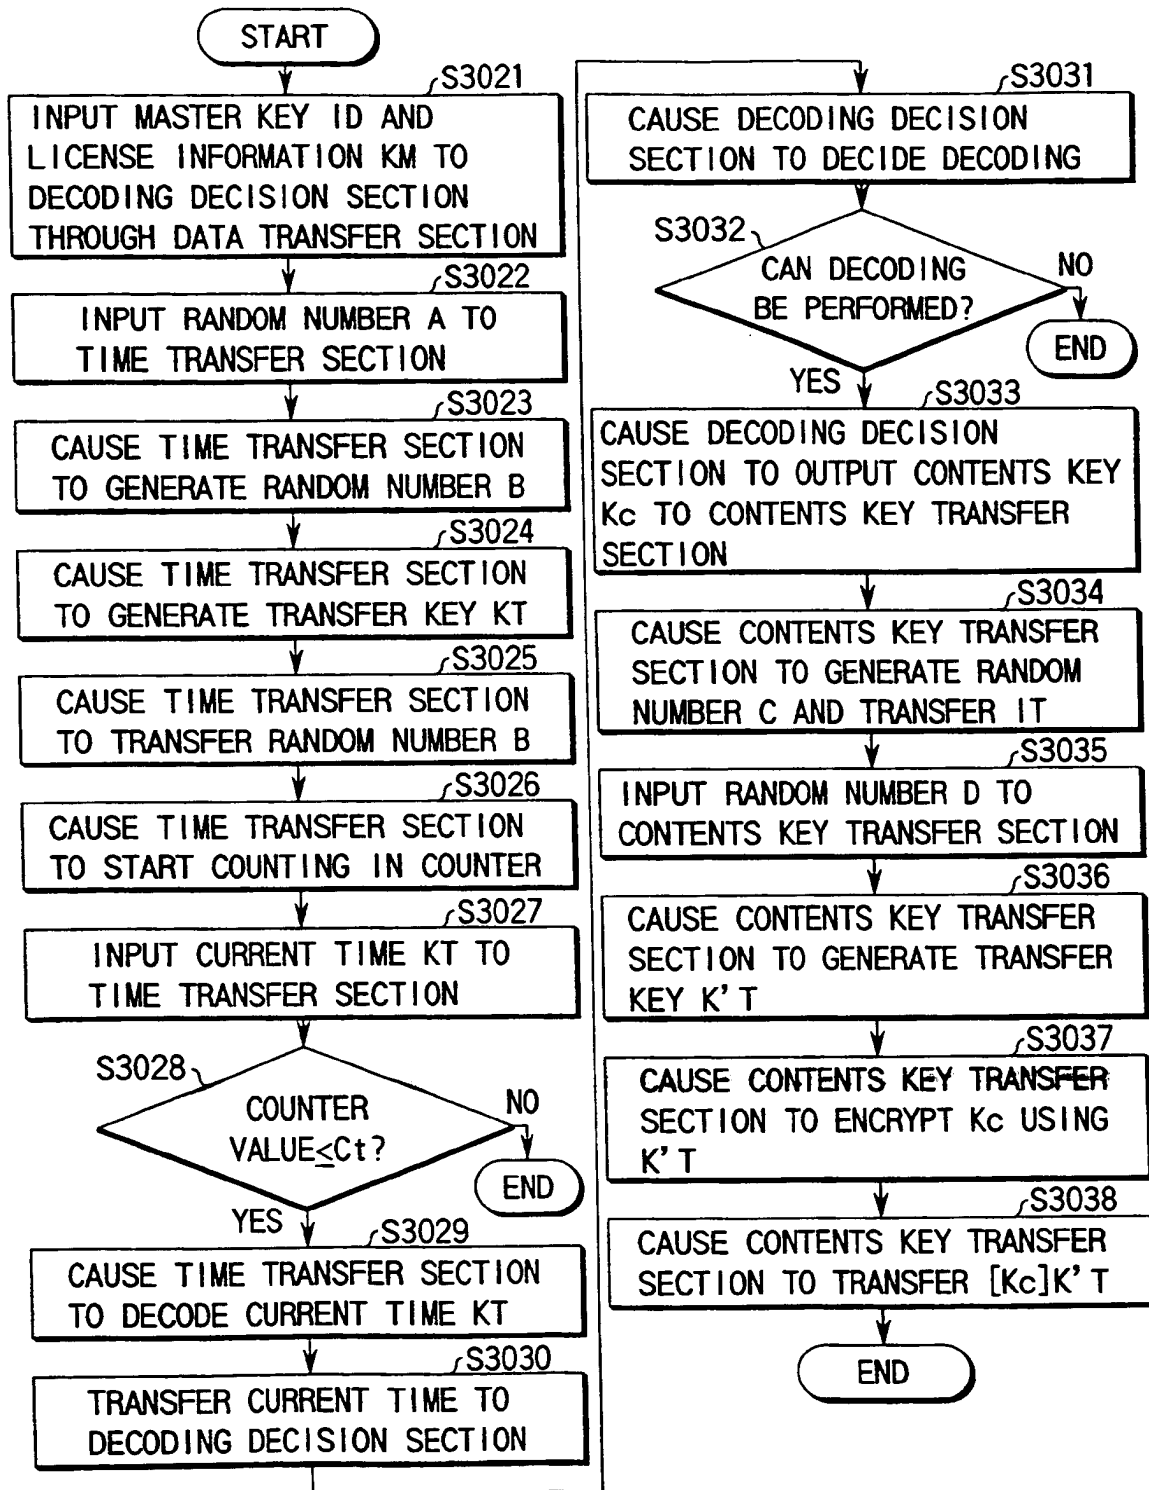 START
S3021
INPUT MASTER KEY ID AND
LICENSE INFORMATION KM TO
DECODING DECISION SECTION
THROUGH DATA TRANSFER SECTION
S3022
INPUT RANDOM NUMBER A TO
TIME TRANSFER SECTION
S3023
CAUSE TIME TRANSFER SECTION
TO GENERATE RANDOM NUMBER B
S3024
CAUSE TIME TRANSFER SECTION
TO GENERATE TRANSFER KEY KT
S3025
CAUSE TIME TRANSFER SECTION
TO TRANSFER RANDOM NUMBER B
S3026
CAUSE TIME TRANSFER SECTION
TO START COUNTING IN COUNTER
S3027
INPUT CURRENT TIME KT TO
TIME TRANSFER SECTION
S3028
COUNTER
VALUE≤Ct?
NO
END
YES
S3029
CAUSE TIME TRANSFER SECTION
TO DECODE CURRENT TIME KT
S3030
TRANSFER CURRENT TIME TO
DECODING DECISION SECTION
S3031
CAUSE DECODING DECISION
SECTION TO DECIDE DECODING
S3032
CAN DECODING
BE PERFORMED?
NO
END
YES
S3033
CAUSE DECODING DECISION
SECTION TO OUTPUT CONTENTS KEY
Kc TO CONTENTS KEY TRANSFER
SECTION
S3034
CAUSE CONTENTS KEY TRANSFER
SECTION TO GENERATE RANDOM
NUMBER C AND TRANSFER IT
S3035
INPUT RANDOM NUMBER D TO
CONTENTS KEY TRANSFER SECTION
S3036
CAUSE CONTENTS KEY TRANSFER
SECTION TO GENERATE TRANSFER
KEY K'T
S3037
CAUSE CONTENTS KEY TRANSFER
SECTION TO ENCRYPT Kc USING
K'T
S3038
CAUSE CONTENTS KEY TRANSFER
SECTION TO TRANSFER [Kc]K'T
END